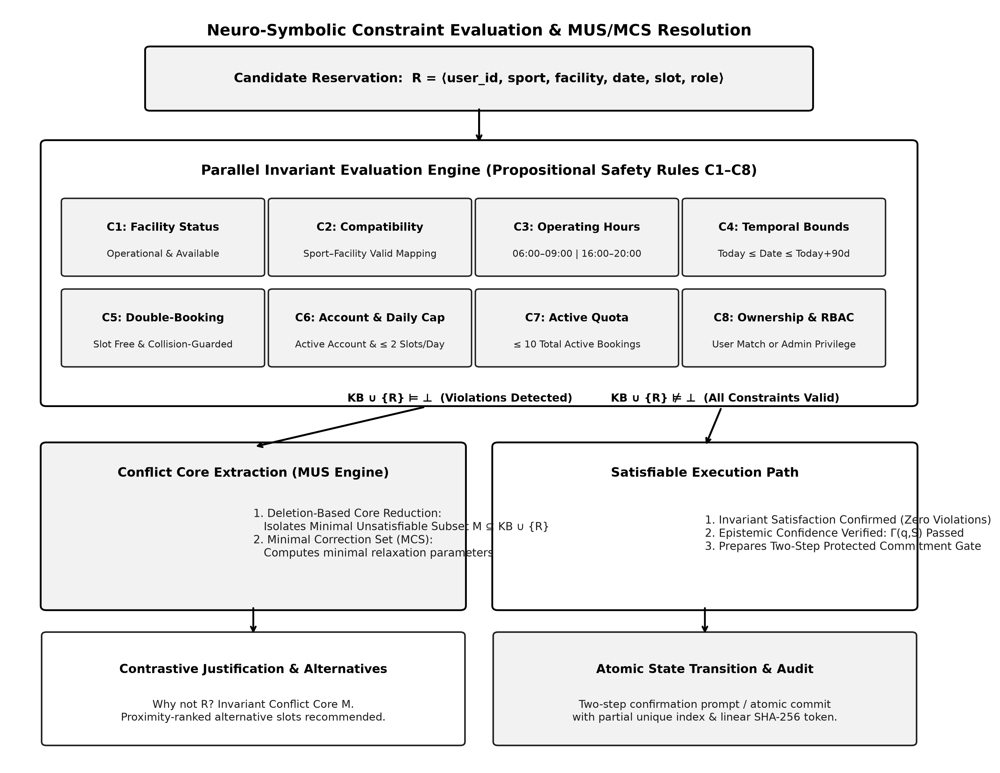 Neuro-Symbolic Constraint Evaluation & MUS/MCS Resolution
Candidate Reservation:  R = ⟨user_id, sport, facility, date, slot, role⟩
Parallel Invariant Evaluation Engine (Propositional Safety Rules C1–C8)
C1: Facility Status
Operational & Available
C2: Compatibility
Sport–Facility Valid Mapping
C3: Operating Hours
06:00–09:00 | 16:00–20:00
C4: Temporal Bounds
Today ≤ Date ≤ Today+90d
C5: Double-Booking
Slot Free & Collision-Guarded
C6: Account & Daily Cap
Active Account & ≤ 2 Slots/Day
C7: Active Quota
≤ 10 Total Active Bookings
C8: Ownership & RBAC
User Match or Admin Privilege
KB ∪ {R} ⊨ ⊥  (Violations Detected)
KB ∪ {R} ⊭ ⊥  (All Constraints Valid)
Conflict Core Extraction (MUS Engine)
1. Deletion-Based Core Reduction:
Isolates Minimal Unsatisfiable Subset M ⊆ KB ∪ {R}
2. Minimal Correction Set (MCS):
Computes minimal relaxation parameters
Satisfiable Execution Path
1. Invariant Satisfaction Confirmed (Zero Violations)
2. Epistemic Confidence Verified: Γ(q,S) Passed
3. Prepares Two-Step Protected Commitment Gate
Contrastive Justification & Alternatives
Why not R? Invariant Conflict Core M.
Proximity-ranked alternative slots recommended.
Atomic State Transition & Audit
Two-step confirmation prompt / atomic commit
with partial unique index & linear SHA-256 token.